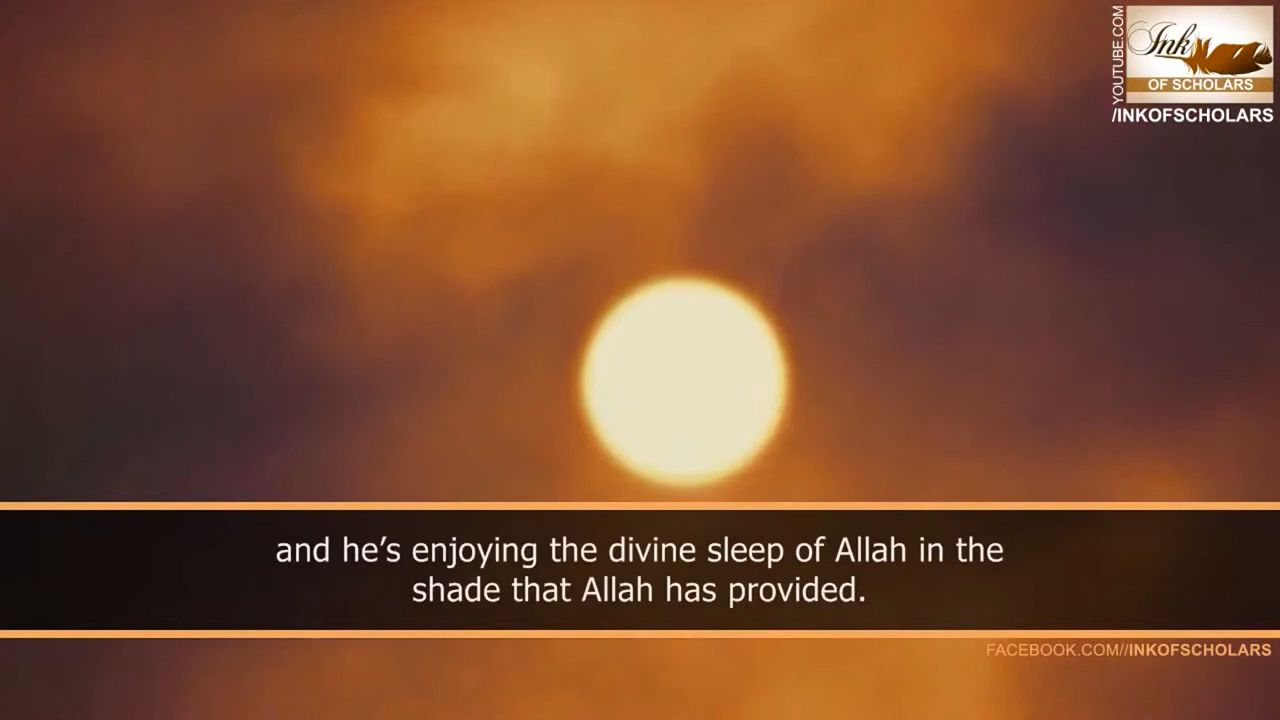 YOUTUBE.COM
Ink
OF SCHOLARS
/INKOFSCHOLARS
and he’s enjoying the divine sleep of Allah in the
shade that Allah has provided.
FACEBOOK.COM//INKOFSCHOLARS